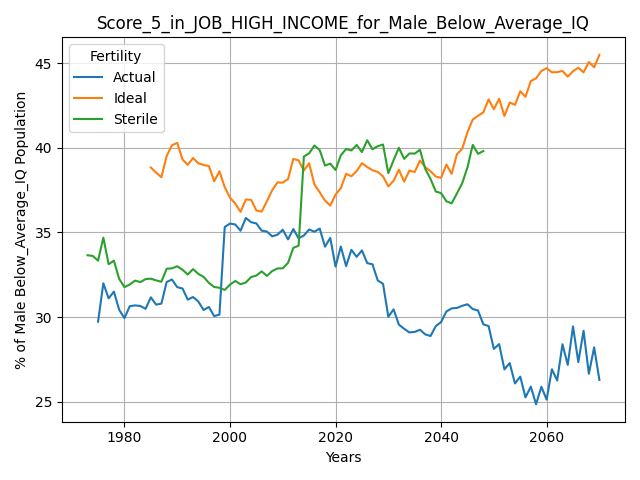 Score_5_in_JOB_HIGH_INCOME_for_Male_Below_Average_IQ
Fertility
Actual
Ideal
Sterile
% of Male Below_Average_IQ Population
45
40
35
30
25
1980
2000
2020
2040
2060
Years